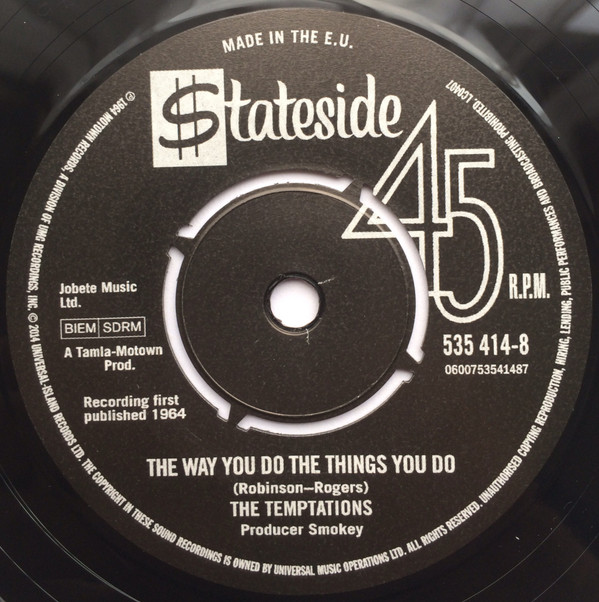 MADE IN THE E.U.
$tateside
45
R.P.M.
Jobete Music
Ltd.
BIEM SDRM
A Tamla-Motown
Prod.
Recording first
published 1964
535 414-8
0600753541487
THE WAY YOU DO THE THINGS YOU DO
(Robinson—Rogers)
THE TEMPTATIONS
Producer Smokey
℗ 1964 MOTOWN RECORDS, A DIVISION OF UMG RECORDINGS, INC. © 2014 UNIVERSAL-ISLAND RECORDS LTD. THE COPYRIGHT IN THESE SOUND RECORDINGS IS OWNED BY UNIVERSAL MUSIC OPERATIONS LTD. ALL RIGHTS RESERVED. UNAUTHORISED COPYING REPRODUCTION, HIRING, LENDING, PUBLIC PERFORMANCES AND BROADCASTING PROHIBITED. LC0407